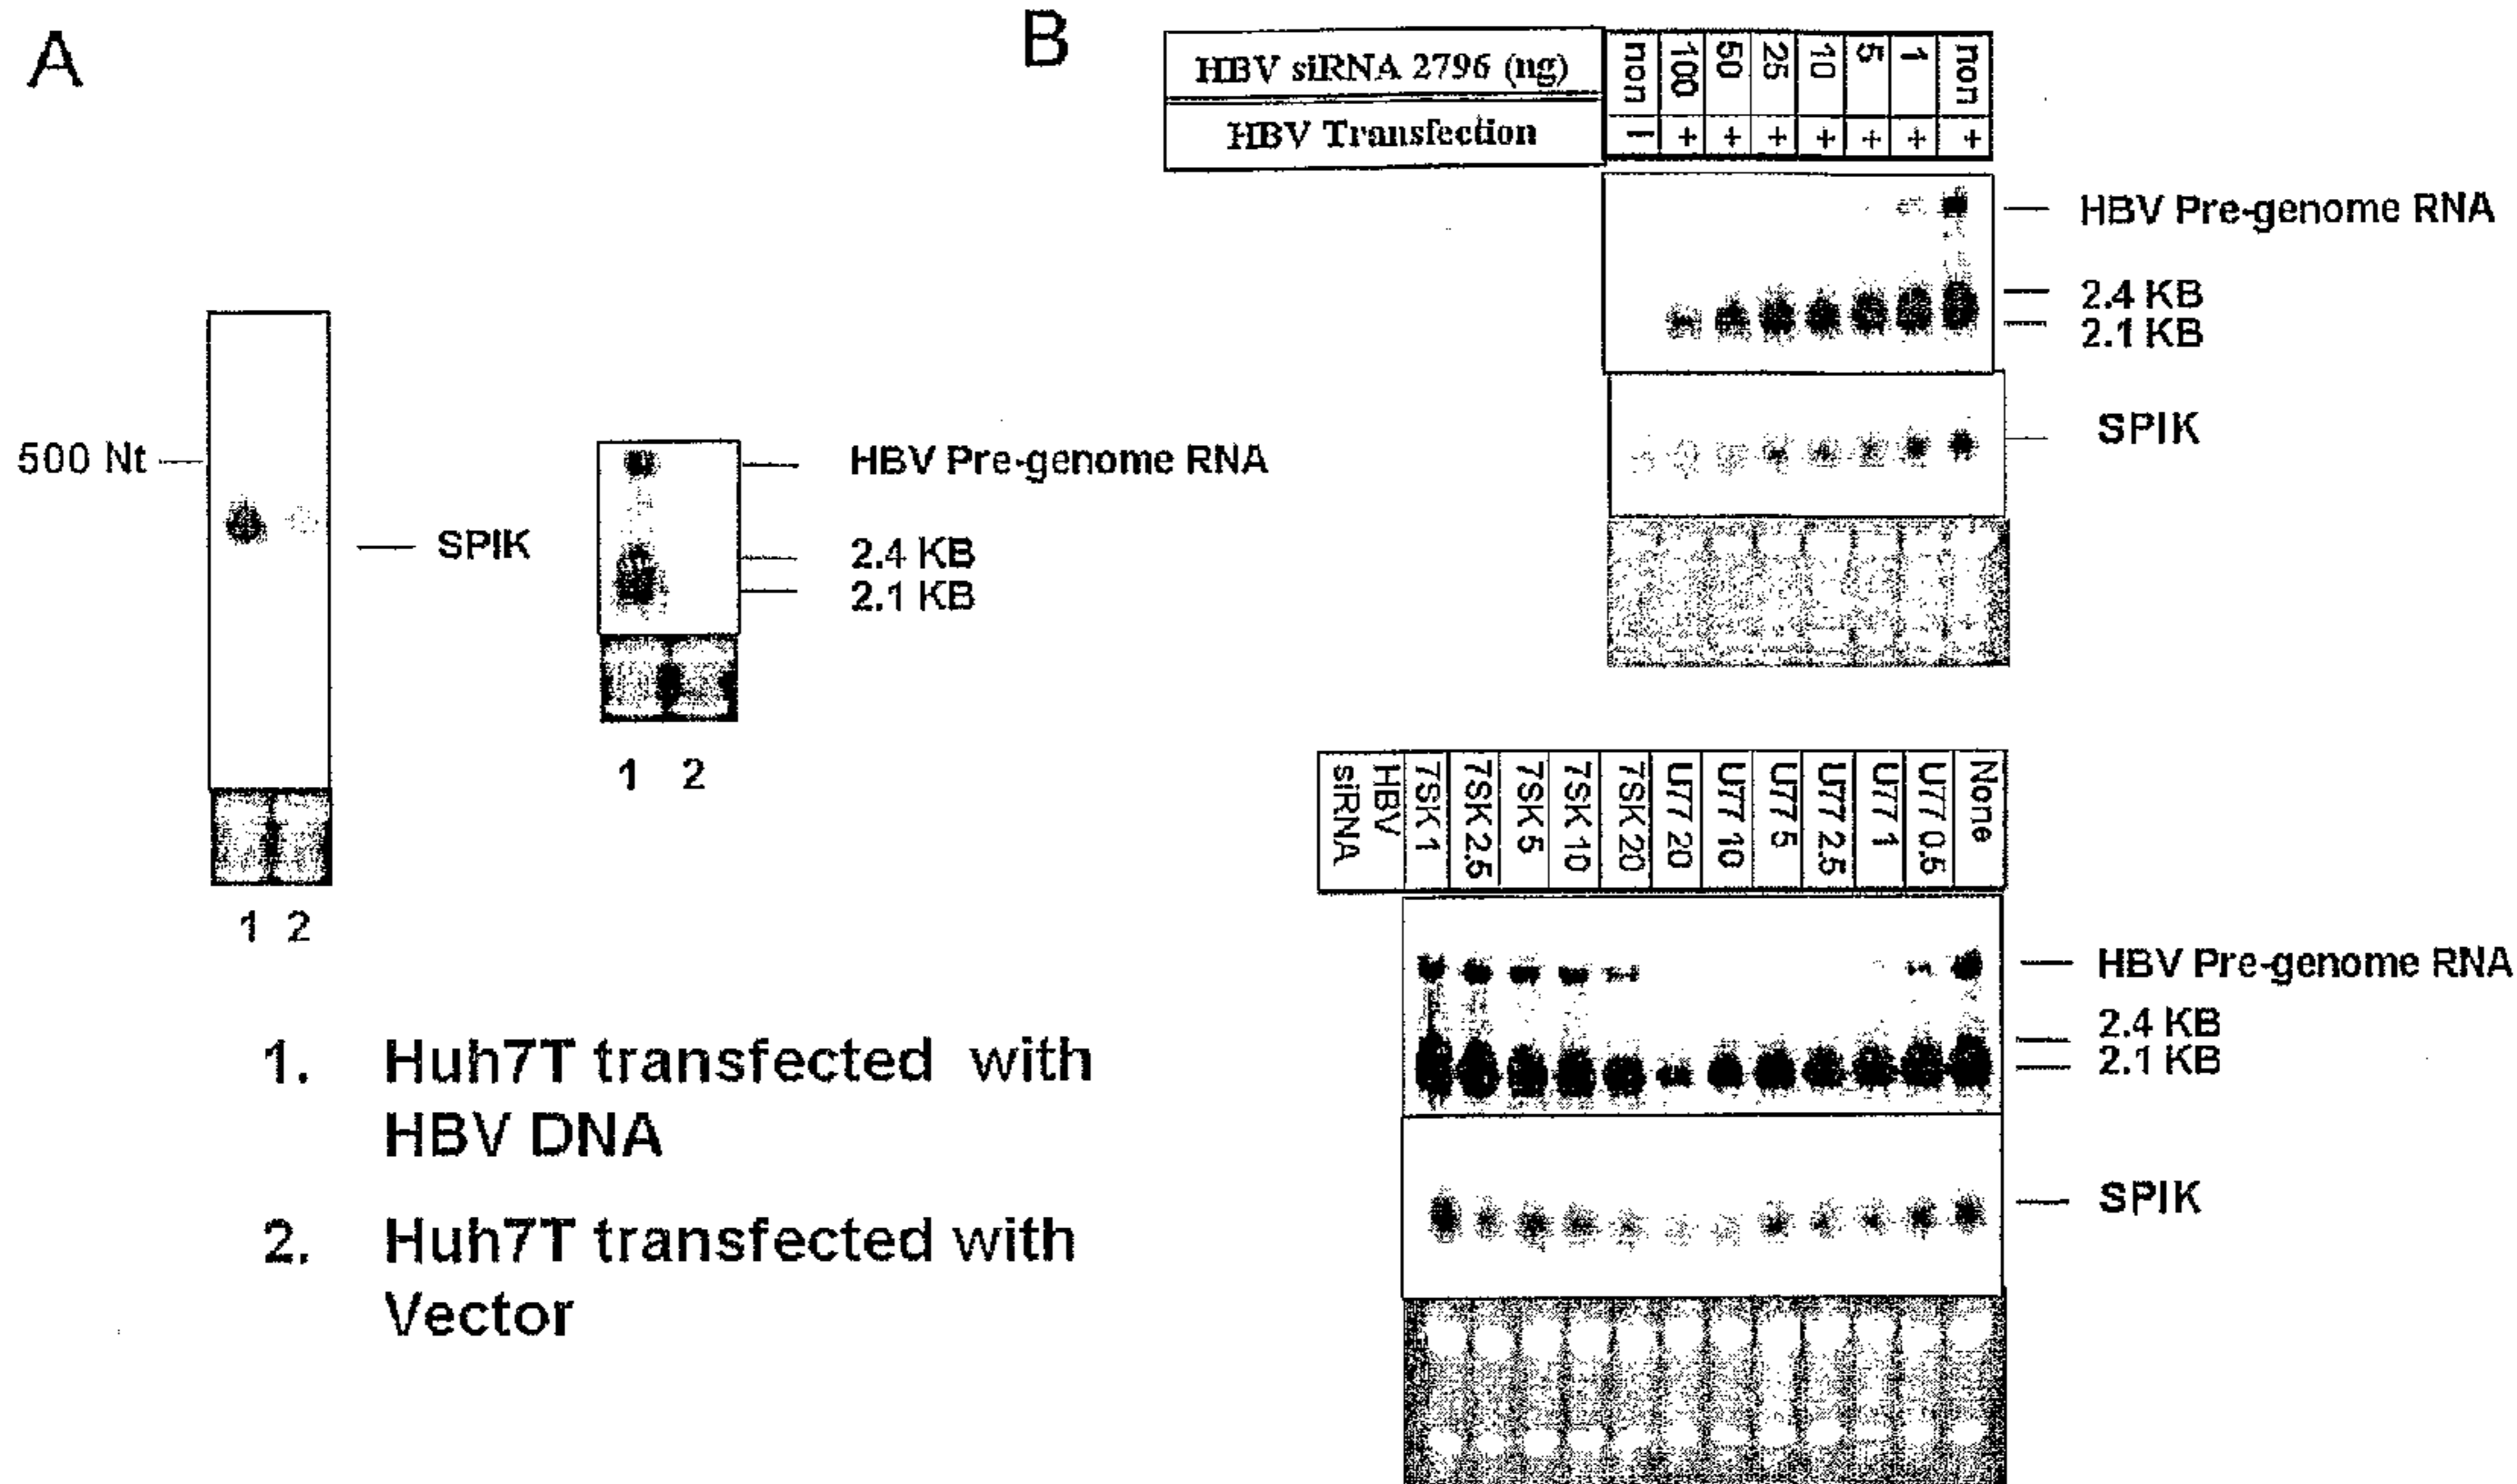 A
500 Nt
SPIK
1 2
HBV Pre-genome RNA
2.4 KB
2.1 KB
1 2
1. Huh7T transfected with
HBV DNA
2. Huh7T transfected with
Vector
B
HBV siRNA 2796 (ng) non 100 50 25 10 5 1 non
HBV Transfection - + + + + + + +
HBV Pre-genome RNA
2.4 KB
2.1 KB
SPIK
HBV
siRNA
7SK 1
7SK 2.5
7SK 5
7SK 10
7SK 20
U77 20
U77 10
U77 5
U77 2.5
U77 1
U77 0.5
None
HBV Pre-genome RNA
2.4 KB
2.1 KB
SPIK